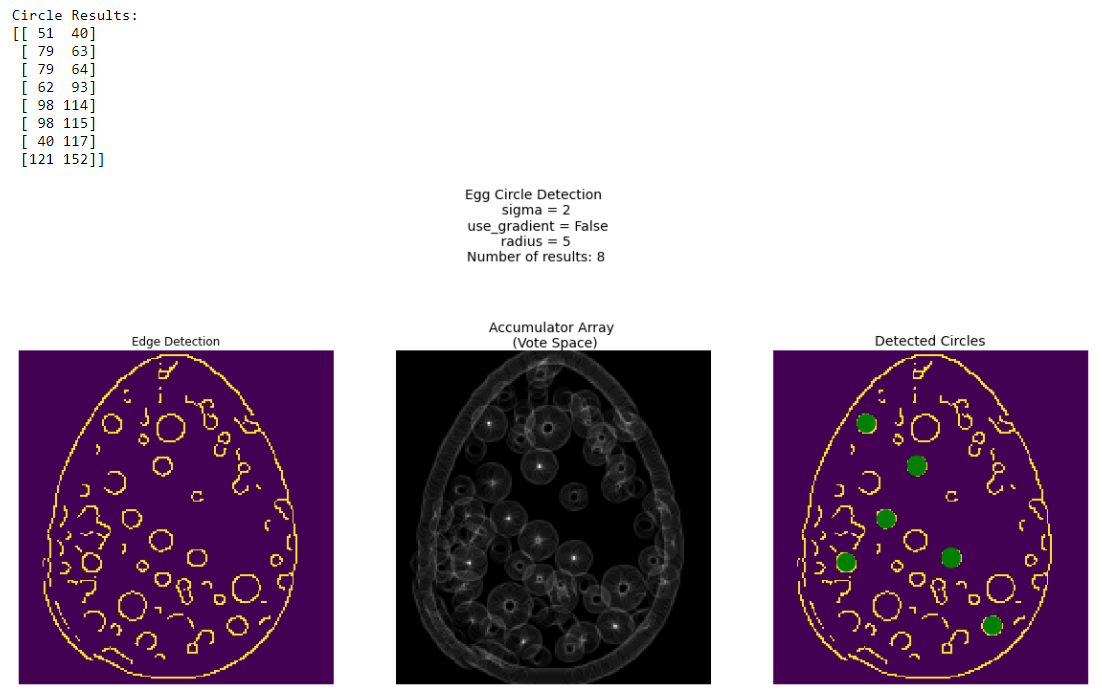 Circle Results:
[[ 51  40]
 [ 79  63]
 [ 79  64]
 [ 62  93]
 [ 98 114]
 [ 98 115]
 [ 40 117]
 [121 152]]
Egg Circle Detection
sigma = 2
use_gradient = False
radius = 5
Number of results: 8
Edge Detection
Accumulator Array
(Vote Space)
Detected Circles